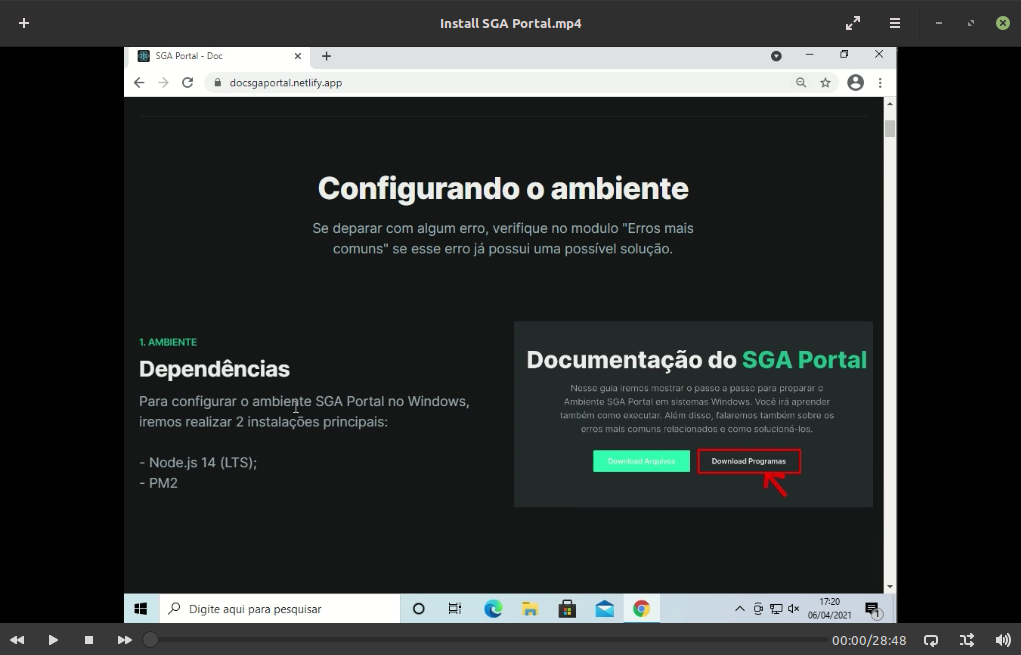 Install SGA Portal.mp4
SGA Portal - Doc
docsgaportal.netlify.app
Configurando o ambiente
Se deparar com algum erro, verifique no modulo "Erros mais
comuns" se esse erro já possui uma possível solução.
1. AMBIENTE
Dependências
Para configurar o ambiente SGA Portal no Windows,
iremos realizar 2 instalações principais:
- Node.js 14 (LTS);
- PM2
Documentação do SGA Portal
Nesse guia iremos mostrar o passo a passo para preparar o
Ambiente SGA Portal em sistemas Windows. Você irá aprender
também como executar. Além disso, falaremos também sobre os
erros mais comuns relacionados e como solucioná-los.
Download Arquivos
Download Programas
Digite aqui para pesquisar
17:20
06/04/2021
1
00:00/28:48